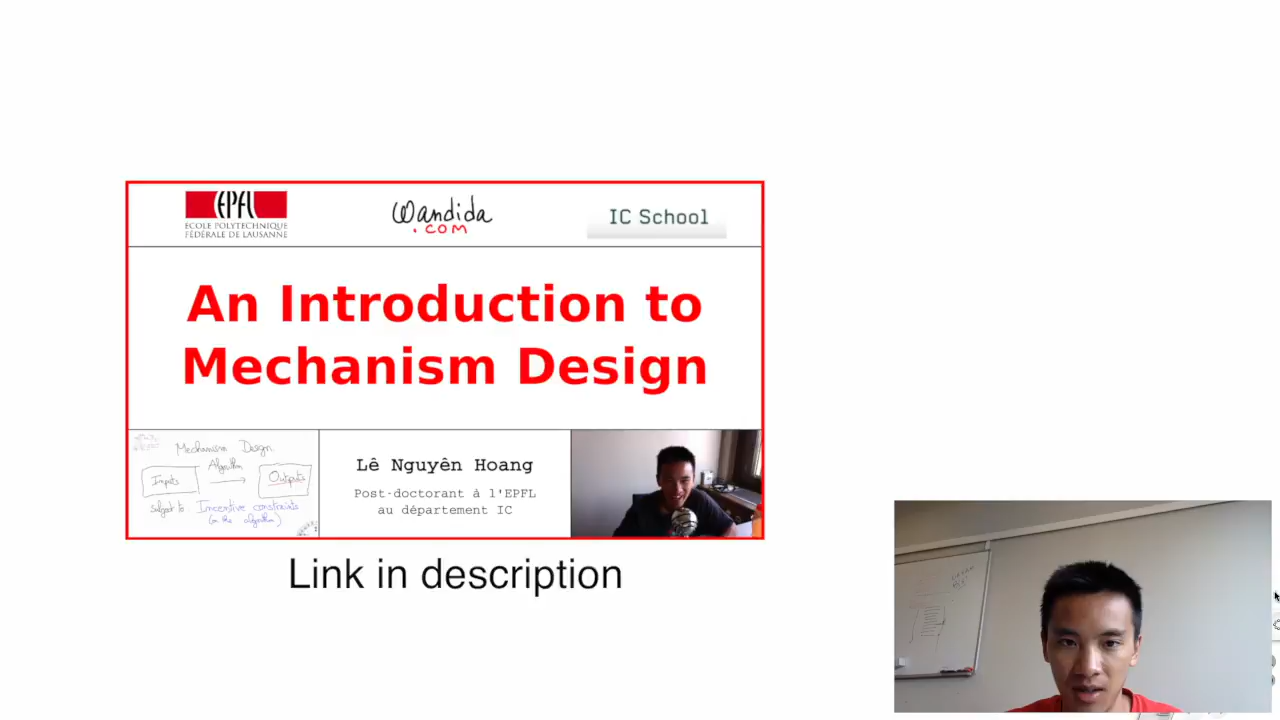 EPFL
ECOLE POLYTECHNIQUE
FÉDÉRALE DE LAUSANNE
Wandida
.com
IC School
An Introduction to
Mechanism Design
Mechanism Design
Algorithm
Inputs
Outputs
subject to: Incentive constraints
(on the algorithm)
Lê Nguyên Hoang
Post-doctorant à l'EPFL
au département IC
Link in description